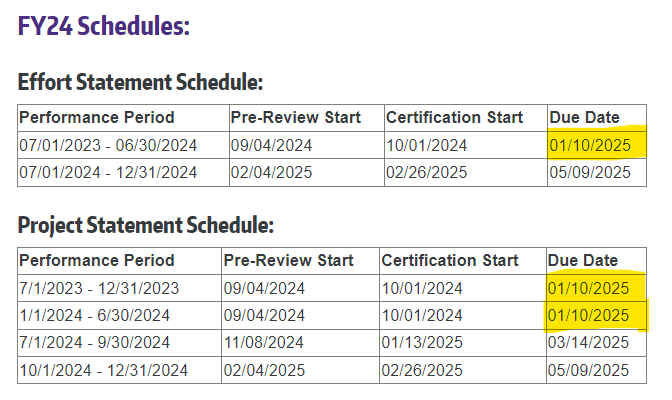 FY24 Schedules:
Effort Statement Schedule:
Performance Period Pre-Review Start Certification Start Due Date
07/01/2023 - 06/30/2024 09/04/2024 10/01/2024 01/10/2025
07/01/2024 - 12/31/2024 02/04/2025 02/26/2025 05/09/2025
Project Statement Schedule:
Performance Period Pre-Review Start Certification Start Due Date
7/1/2023 - 12/31/2023 09/04/2024 10/01/2024 01/10/2025
1/1/2024 - 6/30/2024 09/04/2024 10/01/2024 01/10/2025
7/1/2024 - 9/30/2024 11/08/2024 01/13/2025 03/14/2025
10/1/2024 - 12/31/2024 02/04/2025 02/26/2025 05/09/2025